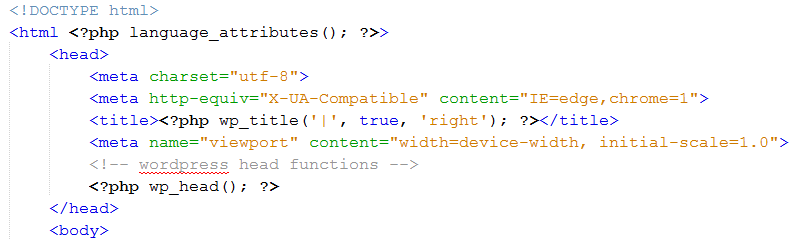 <!DOCTYPE html>
<html <?php language_attributes(); ?>>
<head>
<meta charset="utf-8">
<meta http-equiv="X-UA-Compatible" content="IE=edge,chrome=1">
<title><?php wp_title('|', true, 'right'); ?></title>
<meta name="viewport" content="width=device-width, initial-scale=1.0">
<!-- wordpress head functions -->
<?php wp_head(); ?>
</head>
<body>